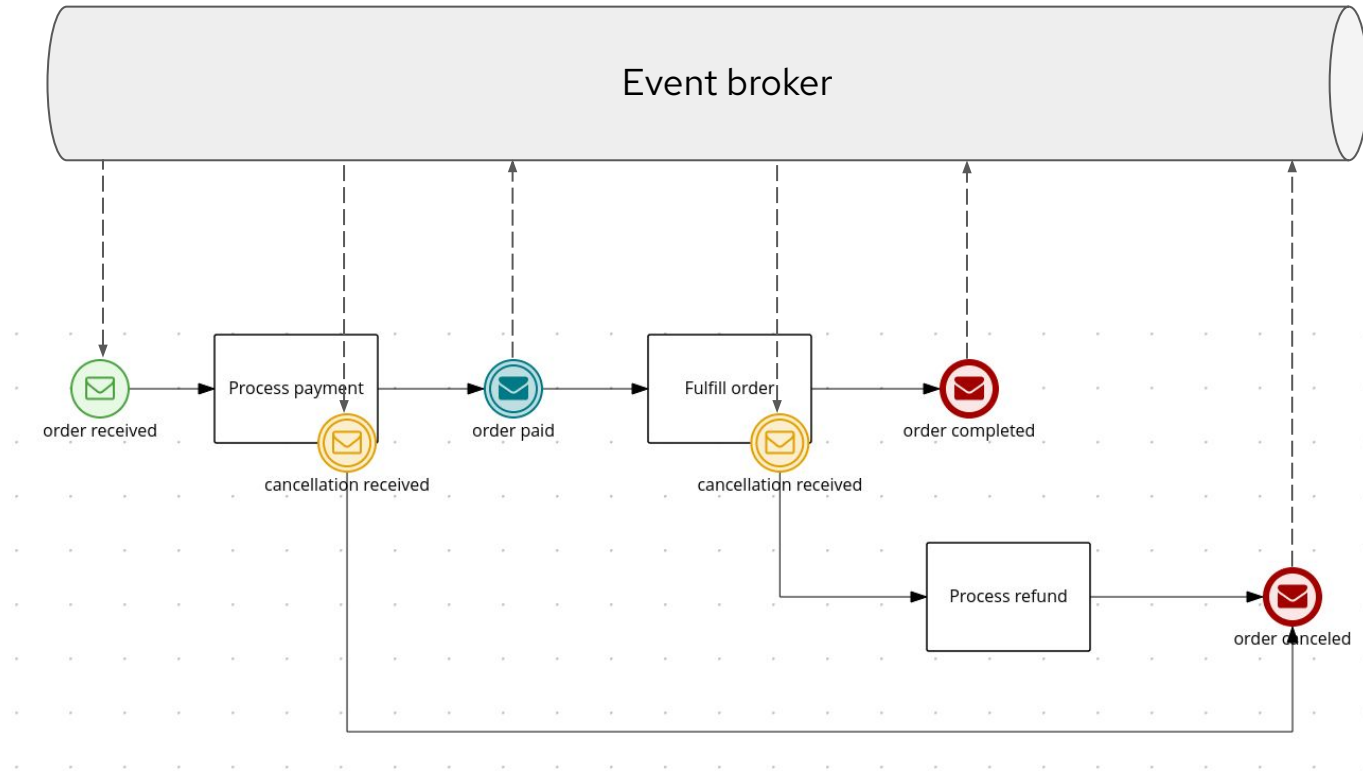 Event broker
order received
Process payment
cancellation received
order paid
Fulfill order
cancellation received
order completed
Process refund
order canceled